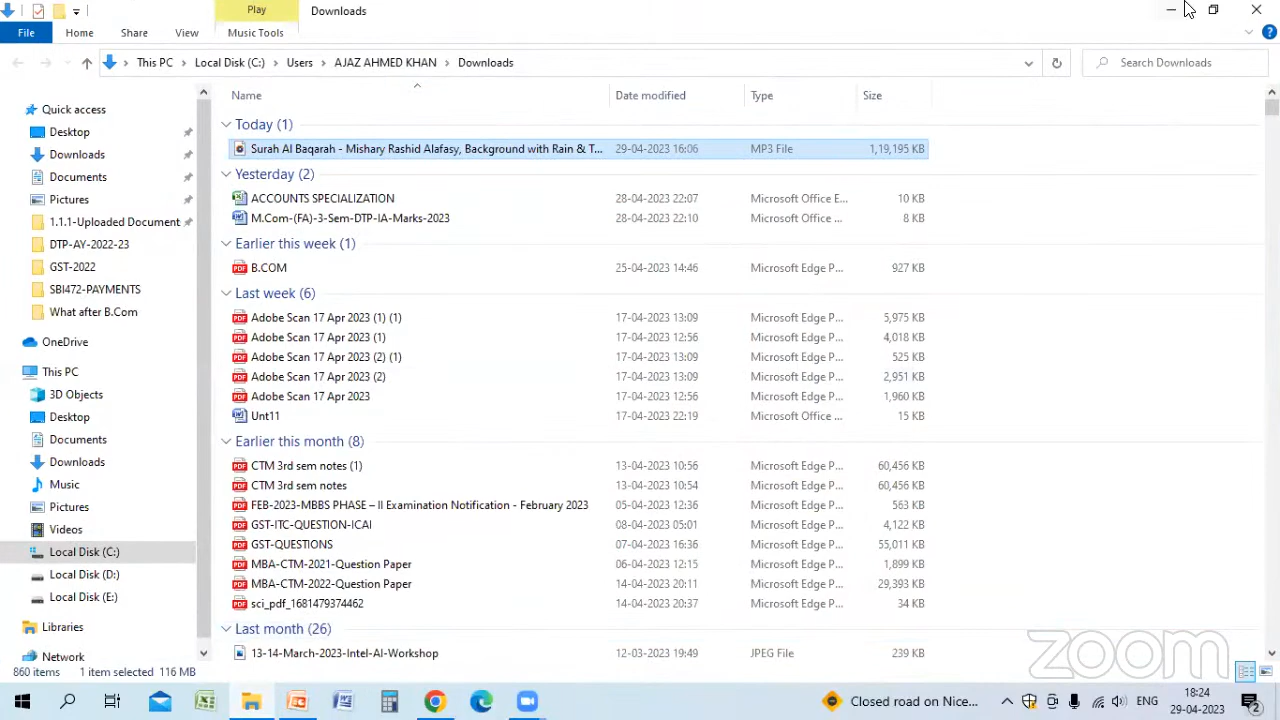 Play
Downloads
File
Home
Share
View
Music Tools
This PC
Local Disk (C:)
Users
AJAZ AHMED KHAN
Downloads
Search Downloads
Name
Date modified
Type
Size
Quick access
Desktop
Downloads
Documents
Pictures
1.1.1-Uploaded Document
DTP-AY-2022-23
GST-2022
SBI472-PAYMENTS
What after B.Com
OneDrive
This PC
3D Objects
Desktop
Documents
Downloads
Music
Pictures
Videos
Local Disk (C:)
Local Disk (D:)
Local Disk (E:)
Libraries
Network
Today (1)
Surah Al Baqarah - Mishary Rashid Alafasy, Background with Rain & T... 29-04-2023 16:06 MP3 File 1,19,195 KB
Yesterday (2)
ACCOUNTS SPECIALIZATION 28-04-2023 22:07 Microsoft Office E... 10 KB
M.Com-(FA)-3-Sem-DTP-IA-Marks-2023 28-04-2023 22:10 Microsoft Office ... 8 KB
Earlier this week (1)
B.COM 25-04-2023 14:46 Microsoft Edge P... 927 KB
Last week (6)
Adobe Scan 17 Apr 2023 (1) (1) 17-04-2023 13:09 Microsoft Edge P... 5,975 KB
Adobe Scan 17 Apr 2023 (1) 17-04-2023 12:56 Microsoft Edge P... 4,018 KB
Adobe Scan 17 Apr 2023 (2) (1) 17-04-2023 13:09 Microsoft Edge P... 525 KB
Adobe Scan 17 Apr 2023 (2) 17-04-2023 13:09 Microsoft Edge P... 2,951 KB
Adobe Scan 17 Apr 2023 17-04-2023 12:56 Microsoft Edge P... 1,960 KB
Unt11 17-04-2023 22:19 Microsoft Office ... 15 KB
Earlier this month (8)
CTM 3rd sem notes (1) 13-04-2023 10:56 Microsoft Edge P... 60,456 KB
CTM 3rd sem notes 13-04-2023 10:54 Microsoft Edge P... 60,456 KB
FEB-2023-MBBS PHASE – II Examination Notification - February 2023 05-04-2023 12:36 Microsoft Edge P... 563 KB
GST-ITC-QUESTION-ICAI 08-04-2023 05:01 Microsoft Edge P... 4,122 KB
GST-QUESTIONS 07-04-2023 16:36 Microsoft Edge P... 55,011 KB
MBA-CTM-2021-Question Paper 06-04-2023 12:15 Microsoft Edge P... 1,899 KB
MBA-CTM-2022-Question Paper 14-04-2023 20:11 Microsoft Edge P... 29,393 KB
sci_pdf_1681479374462 14-04-2023 20:37 Microsoft Edge P... 34 KB
Last month (26)
13-14-March-2023-Intel-AI-Workshop 12-03-2023 19:49 JPEG File 239 KB
zoom
860 items 1 item selected 116 MB
Closed road on Nice...
ENG
18:24
29-04-2023
2